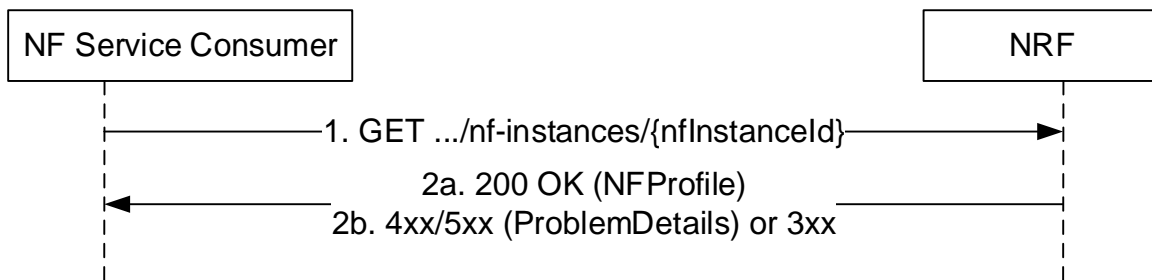 NF Service Consumer
NRF
1. GET .../nf-instances/{nfInstanceId}
2a. 200 OK (NFProfile)
2b. 4xx/5xx (ProblemDetails) or 3xx